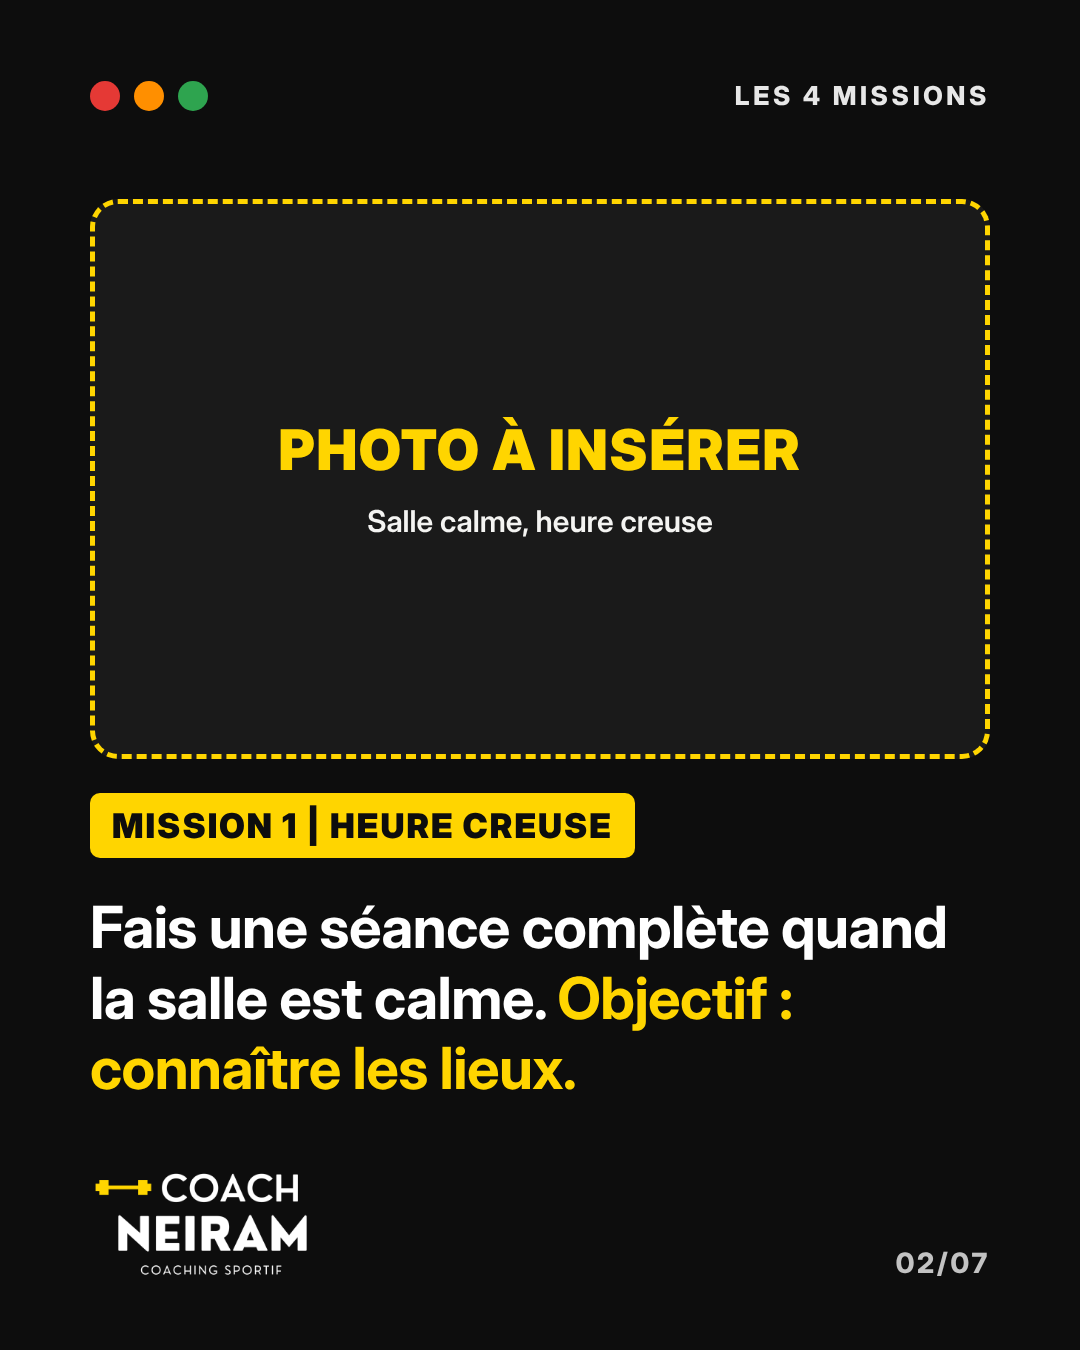 LES 4 MISSIONS
PHOTO À INSÉRER
Salle calme, heure creuse
MISSION 1 | HEURE CREUSE
Fais une séance complète quand
la salle est calme. Objectif :
connaître les lieux.
COACH
NEIRAM
COACHING SPORTIF
02/07